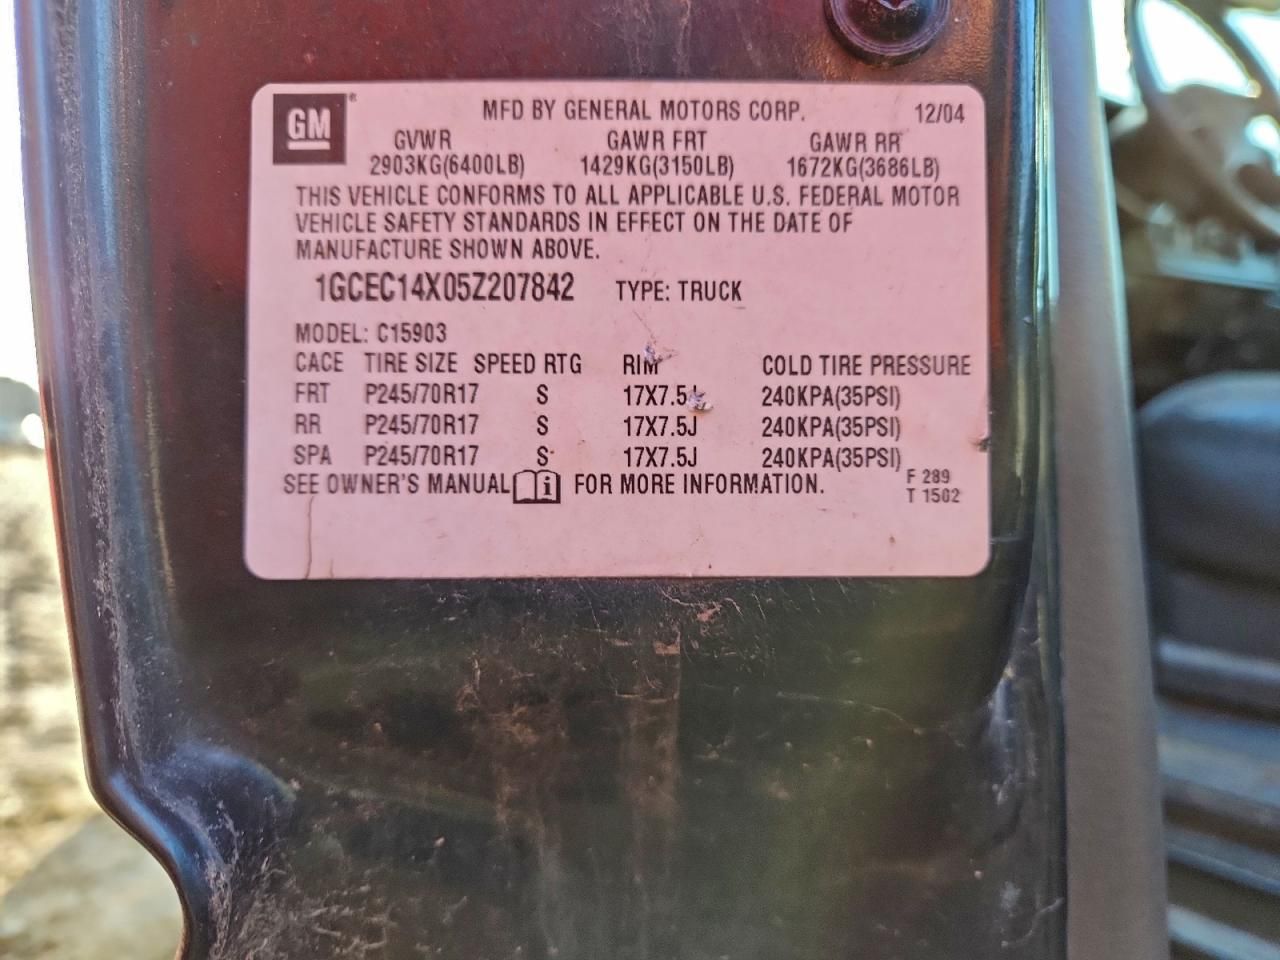 GM
MFD BY GENERAL MOTORS CORP. 12/04
GVWR GAWR FRT GAWR RR
2903KG(6400LB) 1429KG(3150LB) 1672KG(3686LB)
THIS VEHICLE CONFORMS TO ALL APPLICABLE U.S. FEDERAL MOTOR
VEHICLE SAFETY STANDARDS IN EFFECT ON THE DATE OF
MANUFACTURE SHOWN ABOVE.
1GCEC14X05Z207842 TYPE: TRUCK
MODEL: C15903
CACE TIRE SIZE SPEED RTG RIM COLD TIRE PRESSURE
FRT P245/70R17 S 17X7.5J 240KPA(35PSI)
RR P245/70R17 S 17X7.5J 240KPA(35PSI)
SPA P245/70R17 S 17X7.5J 240KPA(35PSI)
SEE OWNER'S MANUAL i FOR MORE INFORMATION.
F 289
T 1502